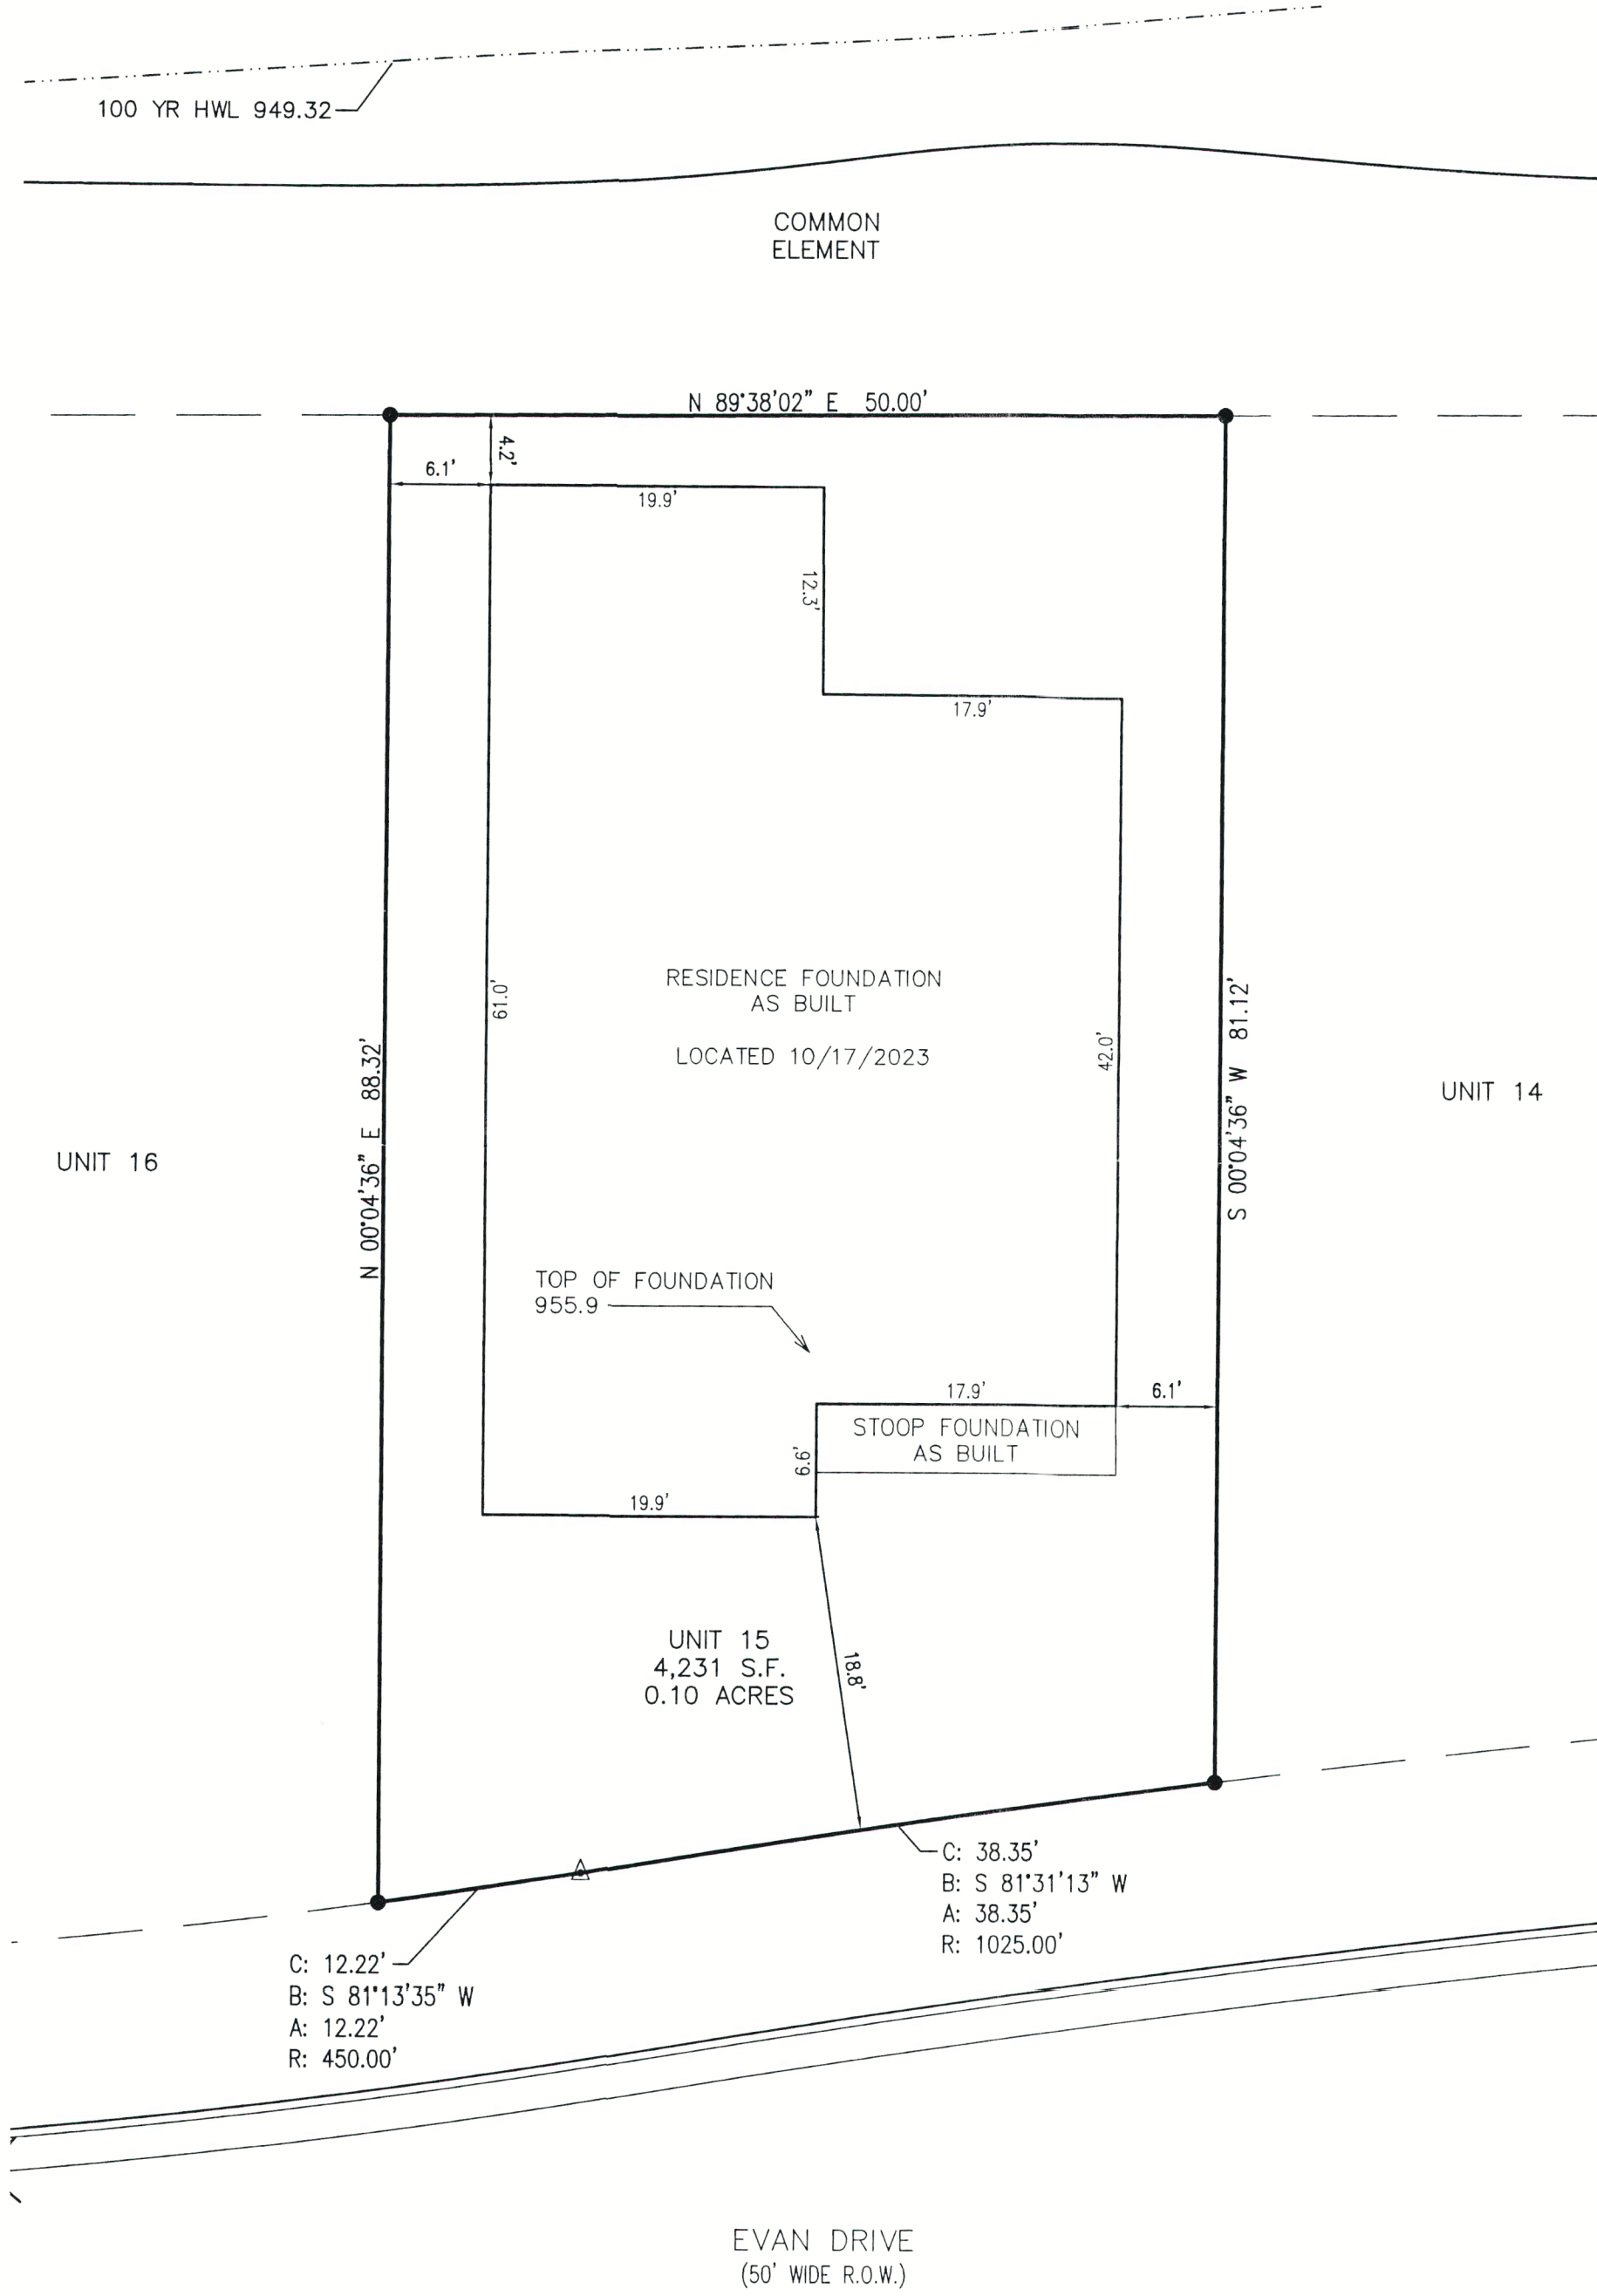 100 YR HWL 949.32
COMMON
ELEMENT
N 89°38'02" E 50.00'
4.2'
6.1'
19.9'
12.3'
17.9'
61.0'
RESIDENCE FOUNDATION
AS BUILT
LOCATED 10/17/2023
42.0'
N 00°04'36" E 88.32'
S 00°04'36" W 81.12'
UNIT 14
UNIT 16
TOP OF FOUNDATION
955.9
17.9'
6.1'
STOOP FOUNDATION
AS BUILT
6.6'
19.9'
UNIT 15
4,231 S.F.
0.10 ACRES
18.8'
C: 38.35'
B: S 81°31'13" W
A: 38.35'
R: 1025.00'
C: 12.22'
B: S 81°13'35" W
A: 12.22'
R: 450.00'
EVAN DRIVE
(50' WIDE R.O.W.)